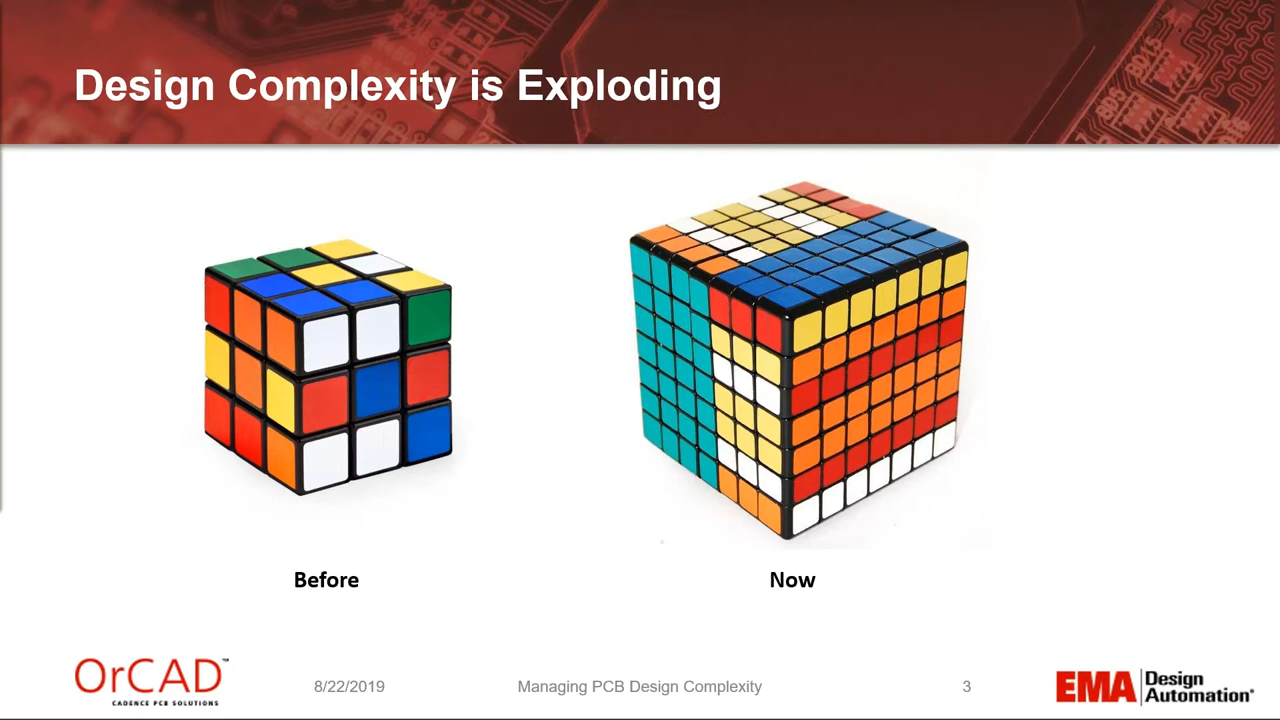 Design Complexity is Exploding
Before
Now
OrCAD™
CADENCE PCB SOLUTIONS
8/22/2019
Managing PCB Design Complexity
3
EMA Design
Automation®